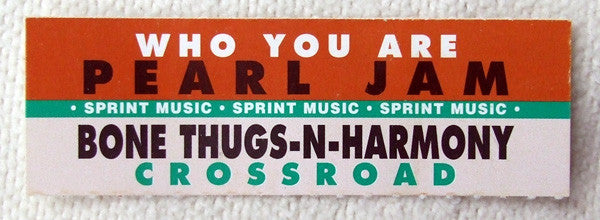 WHO YOU ARE
PEARL JAM
· SPRINT MUSIC · SPRINT MUSIC · SPRINT MUSIC ·
BONE THUGS-N-HARMONY
CROSSROAD